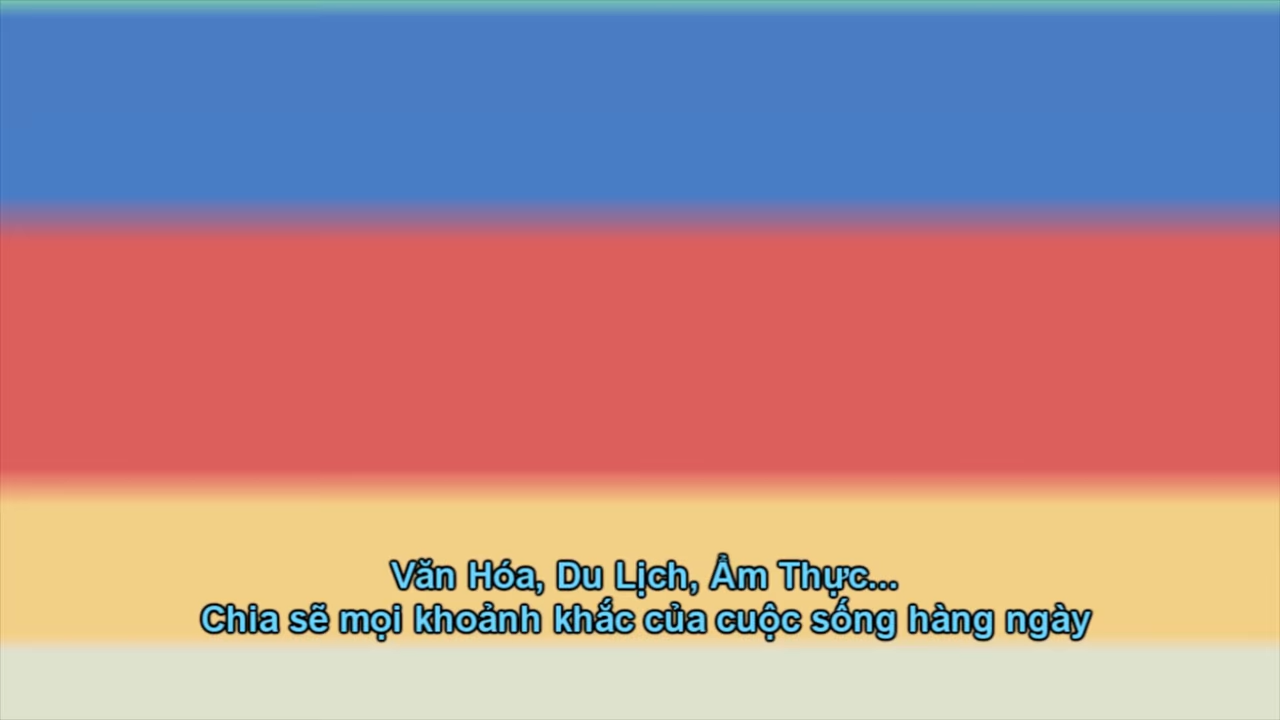 Văn Hóa, Du Lịch, Ẩm Thực...
Chia sẽ mọi khoảnh khắc của cuộc sống hàng ngày